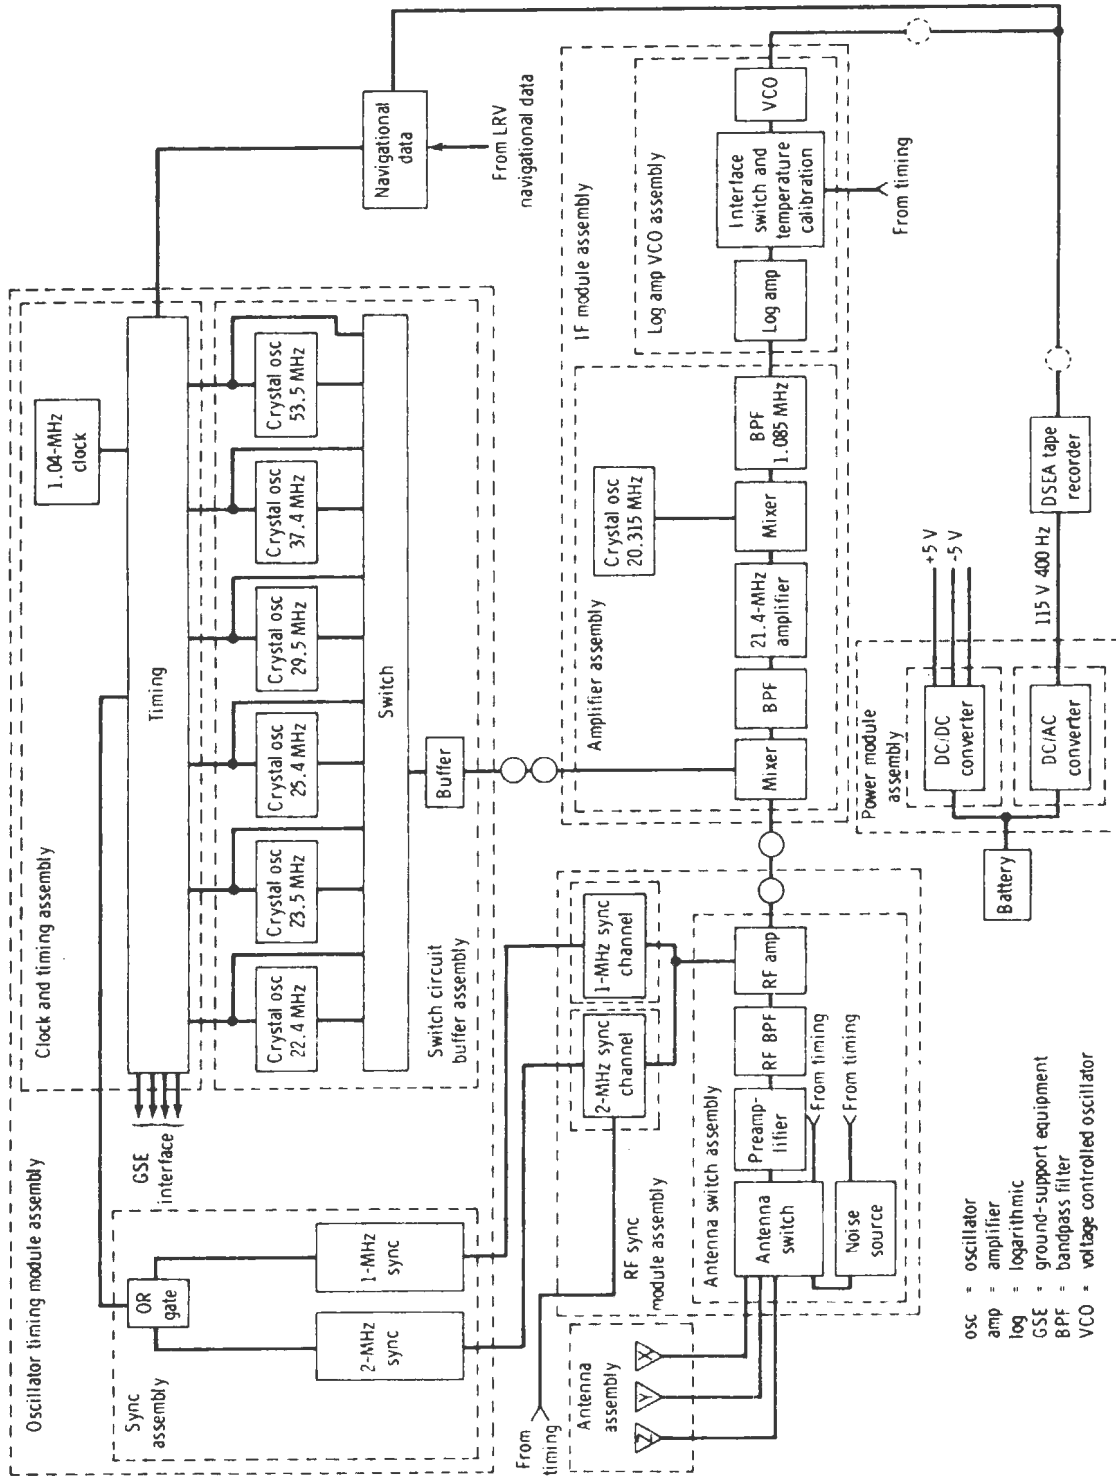 Oscillator timing module assembly
Sync
assembly
OR
gate
2-MHz
sync
1-MHz
sync
GSE
interface
Clock and timing assembly
1.04-MHz
clock
Timing
Crystal osc
22.4 MHz
Crystal osc
23.5 MHz
Crystal osc
25.4 MHz
Crystal osc
29.5 MHz
Crystal osc
37.4 MHz
Crystal osc
53.5 MHz
Switch
Switch circuit
buffer assembly
Buffer
Navigational
data
From LRV
navigational data
From
timing
Antenna
assembly
Z
Y
X
RF sync
module assembly
2-MHz sync
channel
1-MHz sync
channel
Antenna switch assembly
Antenna
switch
Preamp-
lifier
RF BPF
RF amp
Noise
source
From timing
From timing
IF module assembly
Amplifier assembly
Crystal osc
20.315 MHz
Mixer
BPF
21.4-MHz
amplifier
Mixer
BPF
1.085 MHz
Log amp VCO assembly
Log amp
Interface
switch and
temperature
calibration
VCO
From timing
Power module
assembly
Battery
DC/DC
converter
+5 V
-5 V
DC/AC
converter
115 V 400 Hz
DSEA tape
recorder
osc = oscillator
amp = amplifier
log = logarithmic
GSE = ground-support equipment
BPF = bandpass filter
VCO = voltage controlled oscillator